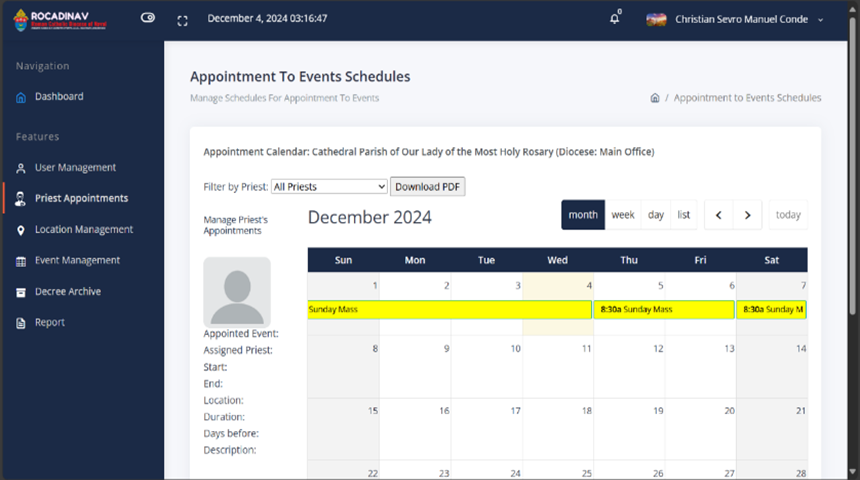 ROCADINAV
December 4, 2024 03:16:47
0
Christian Sevro Manuel Conde
Navigation
Dashboard
Features
User Management
Priest Appointments
Location Management
Event Management
Decree Archive
Report
Appointment To Events Schedules
Manage Schedules For Appointment To Events
/ Appointment to Events Schedules
Appointment Calendar: Cathedral Parish of Our Lady of the Most Holy Rosary (Diocese: Main Office)
Filter by Priest: All Priests Download PDF
Manage Priest's
Appointments
Appointed Event:
Assigned Priest:
Start:
End:
Location:
Duration:
Days before:
Description:
December 2024
month week day list < > today
Sun Mon Tue Wed Thu Fri Sat
1 2 3 4 5 6 7
Sunday Mass 8:30a Sunday Mass 8:30a Sunday M
8 9 10 11 12 13 14
15 16 17 18 19 20 21
22 23 24 25 26 27 28